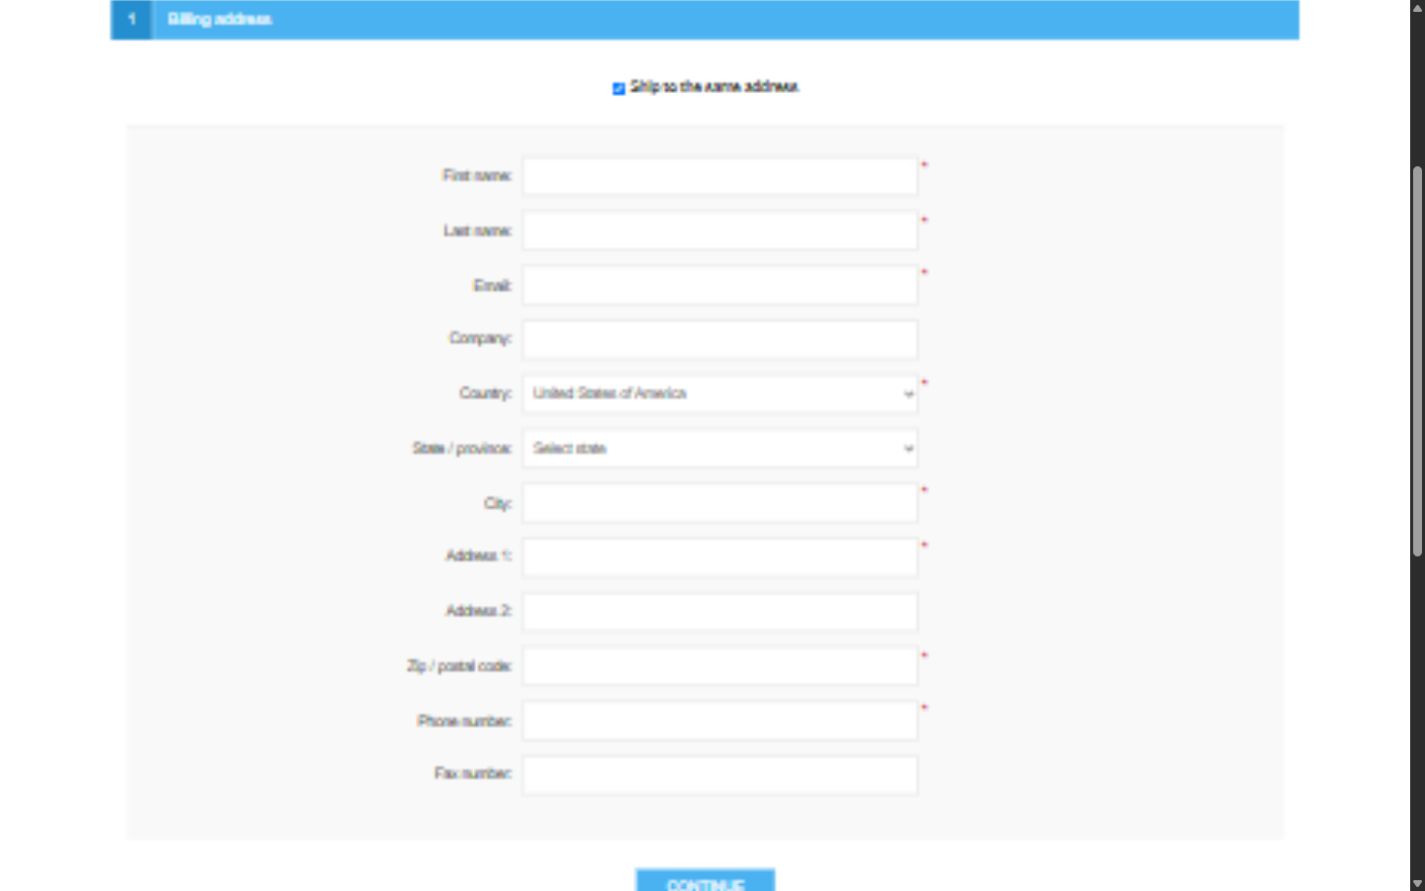 1 Billing address
Ship to the same address
First name: *
Last name: *
Email: *
Company:
Country: United States of America *
State / province: Select state
City: *
Address 1: *
Address 2:
Zip / postal code: *
Phone number: *
Fax number:
CONTINUE